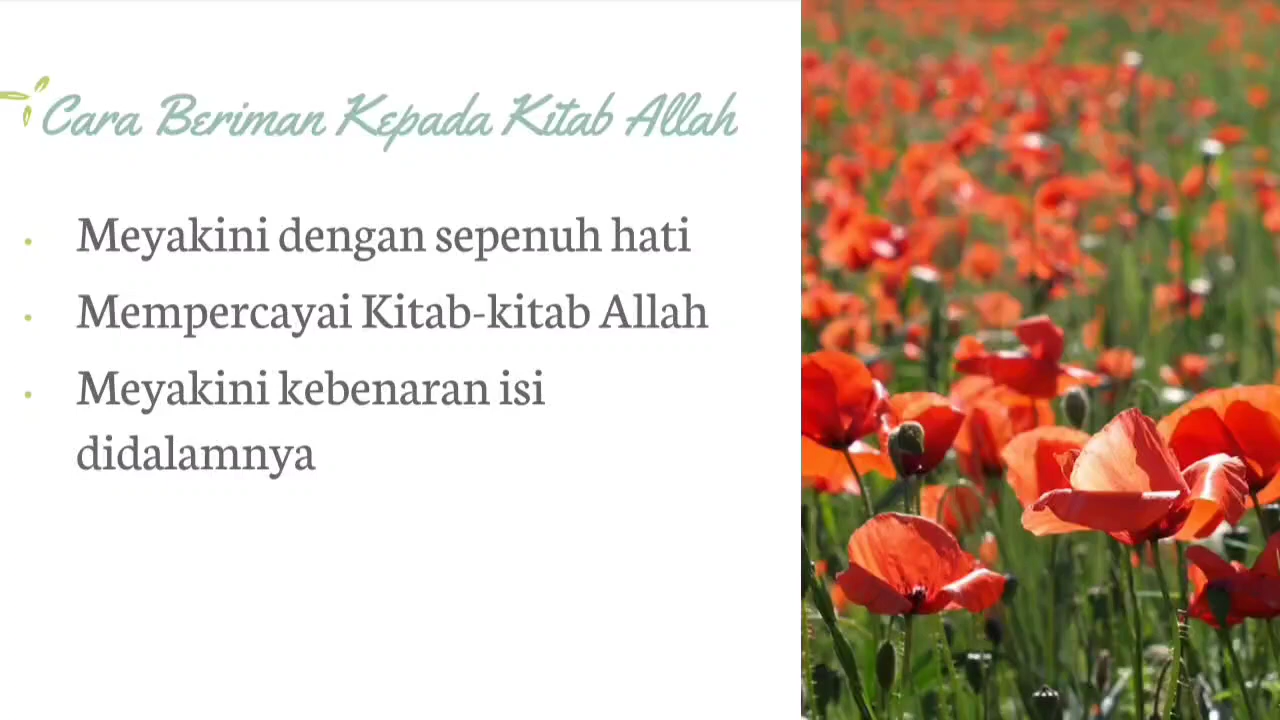 Cara Beriman Kepada Kitab Allah
Meyakini dengan sepenuh hati
Mempercayai Kitab-kitab Allah
Meyakini kebenaran isi
didalamnya